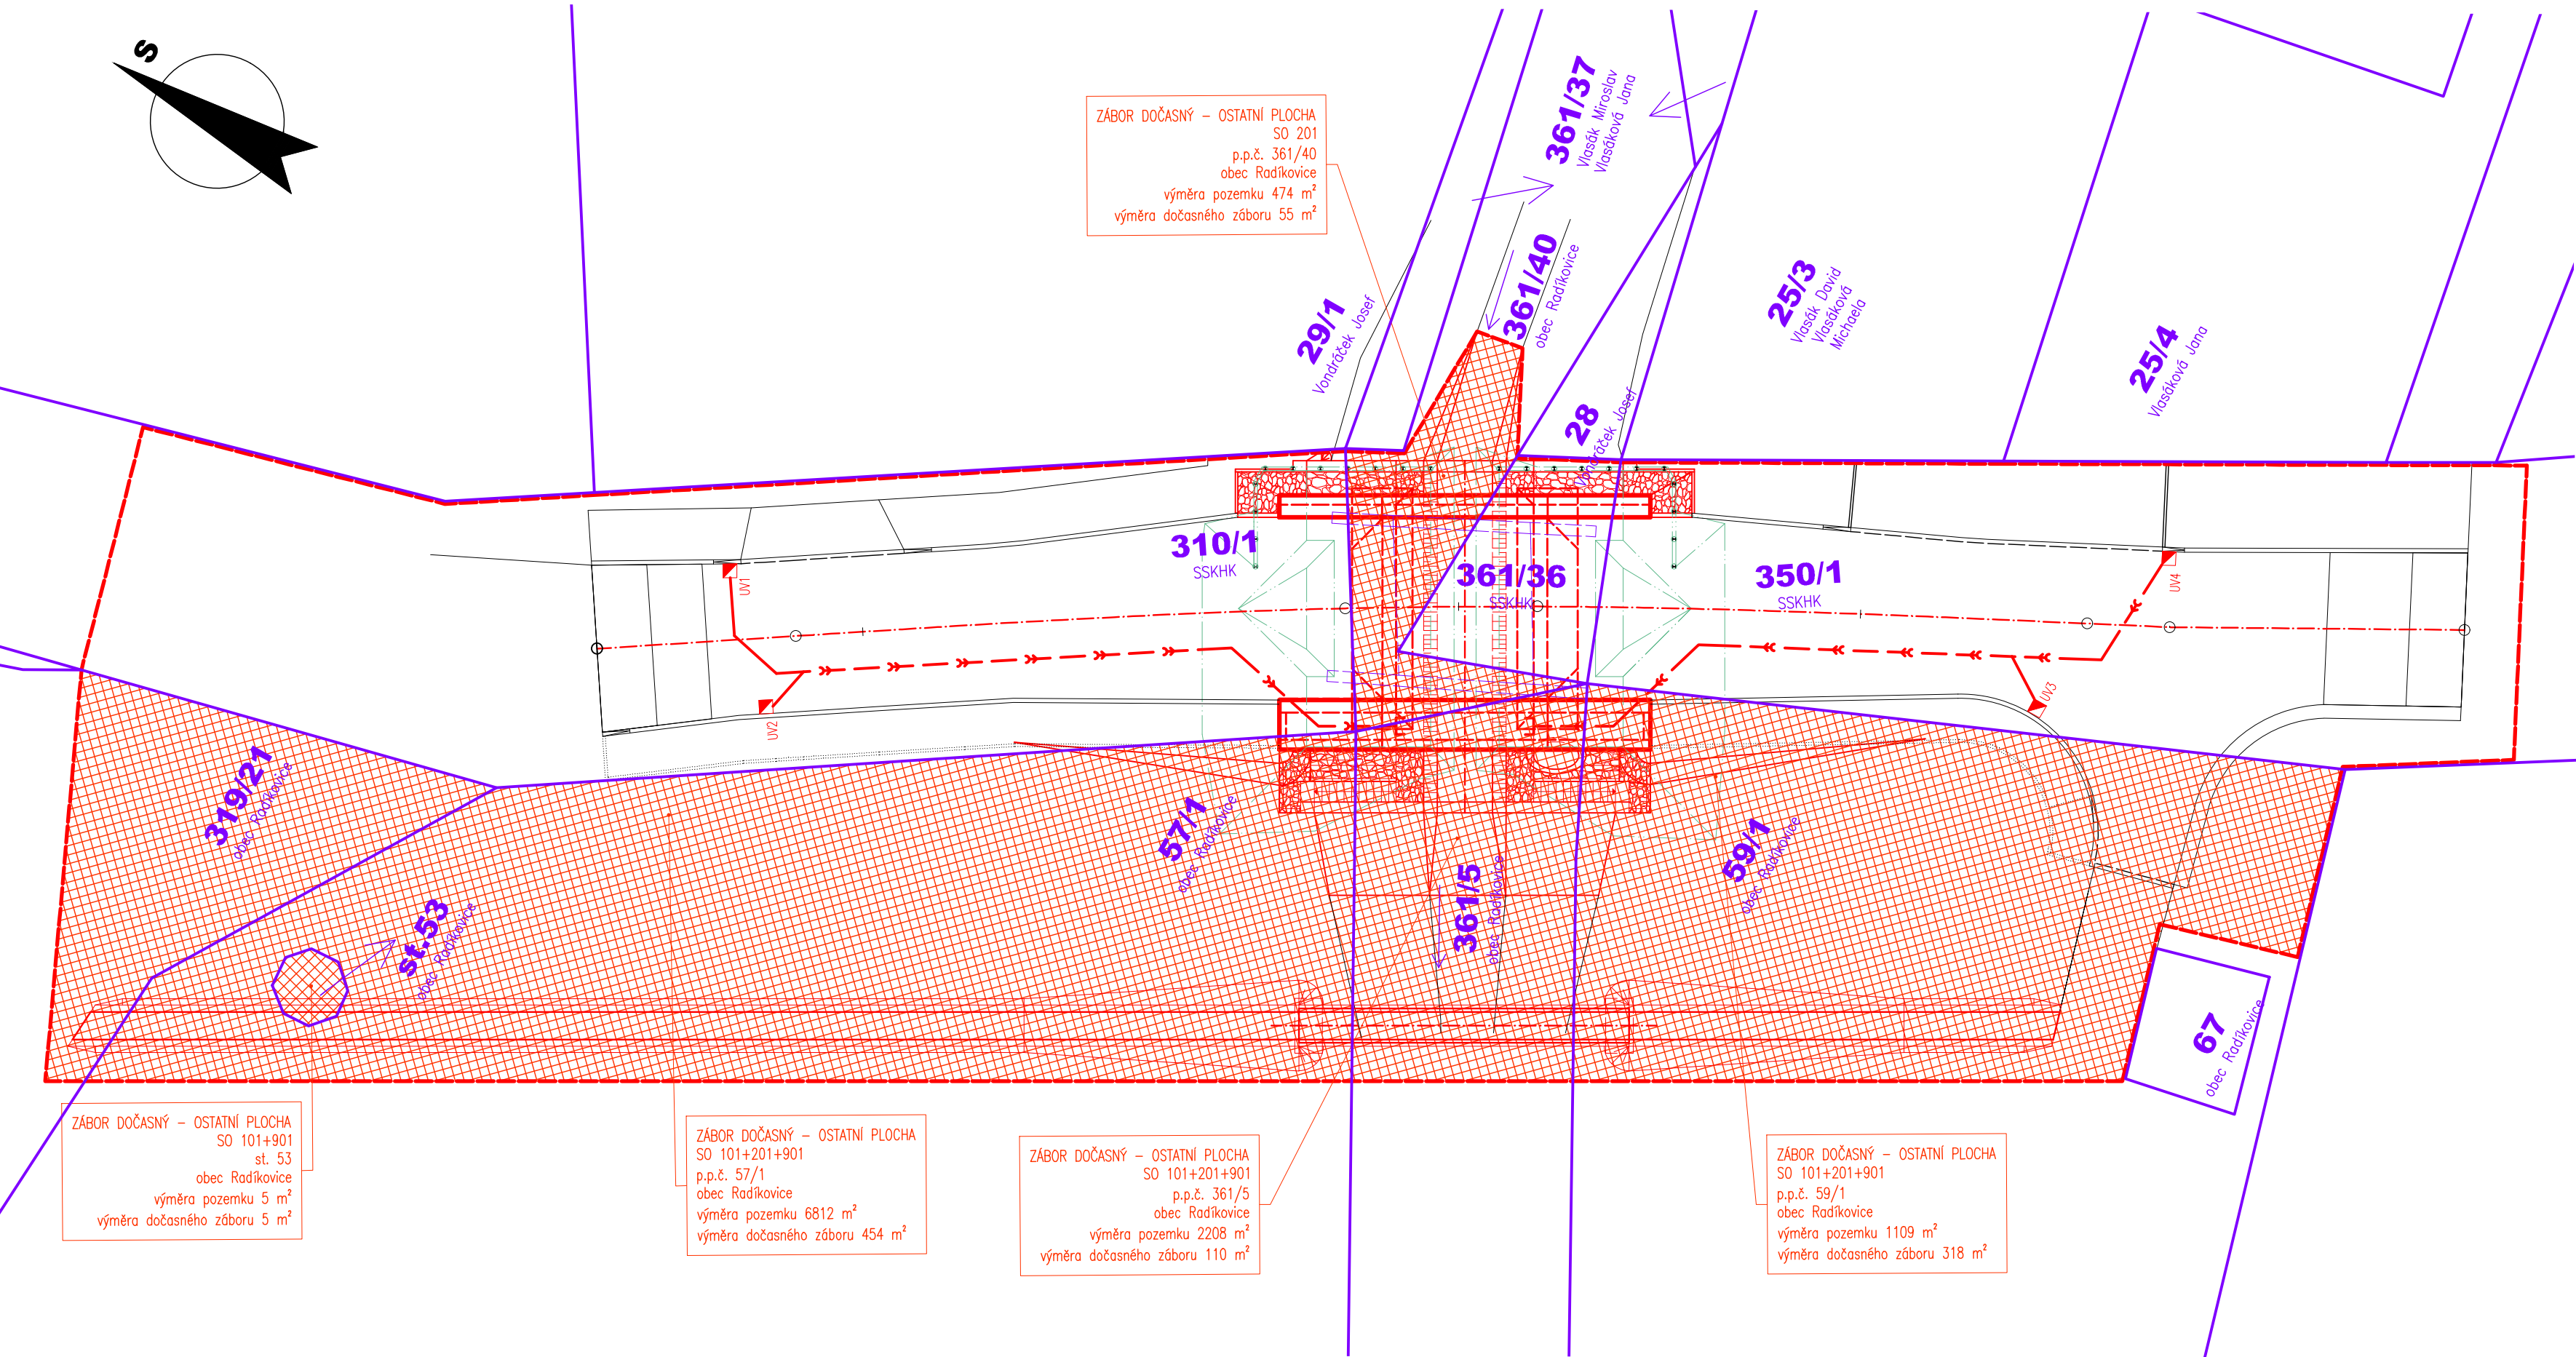 S
ZÁBOR DOČASNÝ – OSTATNÍ PLOCHA
SO 201
p.p.č. 361/40
obec Radíkovice
výměra pozemku 474 m²
výměra dočasného záboru 55 m²
361/37
Vlasák Miroslav
Vlasáková Jana
361/40
obec Radíkovice
29/1
Vondráček Josef
28
Vondráček Josef
25/3
Vlasák David
Vlasáková
Michaela
25/4
Vlasáková Jana
310/1
SSKHK
361/36
SSKHK
350/1
SSKHK
UV1
UV2
UV4
UV3
319/21
obec Radíkovice
57/1
obec Radíkovice
59/1
obec Radíkovice
361/5
obec Radíkovice
st.53
obec Radíkovice
67
obec Radíkovice
ZÁBOR DOČASNÝ – OSTATNÍ PLOCHA
SO 101+901
st. 53
obec Radíkovice
výměra pozemku 5 m²
výměra dočasného záboru 5 m²
ZÁBOR DOČASNÝ – OSTATNÍ PLOCHA
SO 101+201+901
p.p.č. 57/1
obec Radíkovice
výměra pozemku 6812 m²
výměra dočasného záboru 454 m²
ZÁBOR DOČASNÝ – OSTATNÍ PLOCHA
SO 101+201+901
p.p.č. 361/5
obec Radíkovice
výměra pozemku 2208 m²
výměra dočasného záboru 110 m²
ZÁBOR DOČASNÝ – OSTATNÍ PLOCHA
SO 101+201+901
p.p.č. 59/1
obec Radíkovice
výměra pozemku 1109 m²
výměra dočasného záboru 318 m²